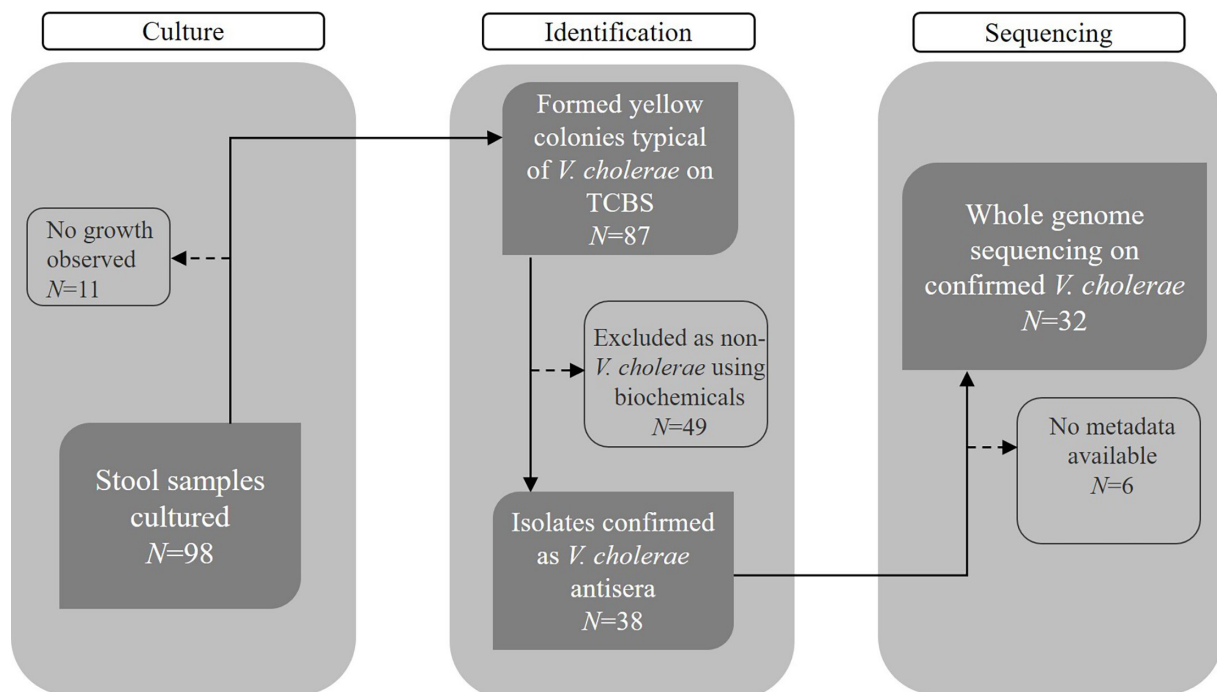 Culture
Identification
Sequencing
Formed yellow
colonies typical
of V. cholerae on
TCBS
N=87
No growth
observed
N=11
Whole genome
sequencing on
confirmed V. cholerae
N=32
Excluded as non-
V. cholerae using
biochemicals
N=49
Stool samples
cultured
N=98
No metadata
available
N=6
Isolates confirmed
as V. cholerae
antisera
N=38